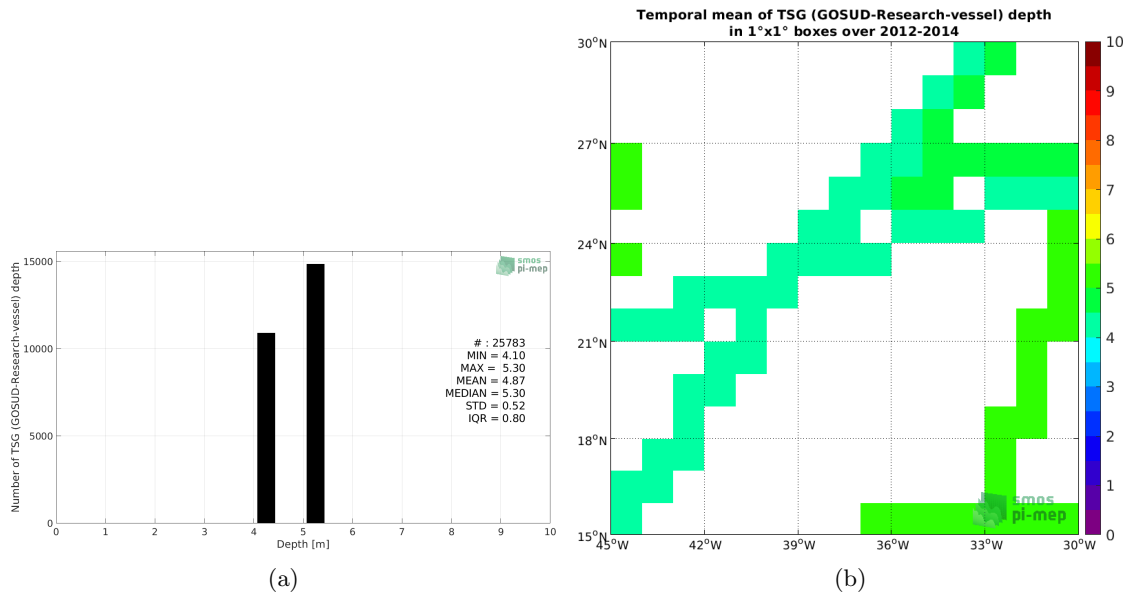 Number of TSG (GOSUD-Research-vessel) depth
15000
10000
5000
0
smos
pi-mep
# : 25783
MIN = 4.10
MAX = 5.30
MEAN = 4.87
MEDIAN = 5.30
STD = 0.52
IQR = 0.80
0 1 2 3 4 5 6 7 8 9 10
Depth [m]
(a)
Temporal mean of TSG (GOSUD-Research-vessel) depth
in 1°x1° boxes over 2012-2014
30°N
27°N
24°N
21°N
18°N
15°N
45°W 42°W 39°W 36°W 33°W 30°W
smos
pi-mep
10
9
8
7
6
5
4
3
2
1
0
(b)